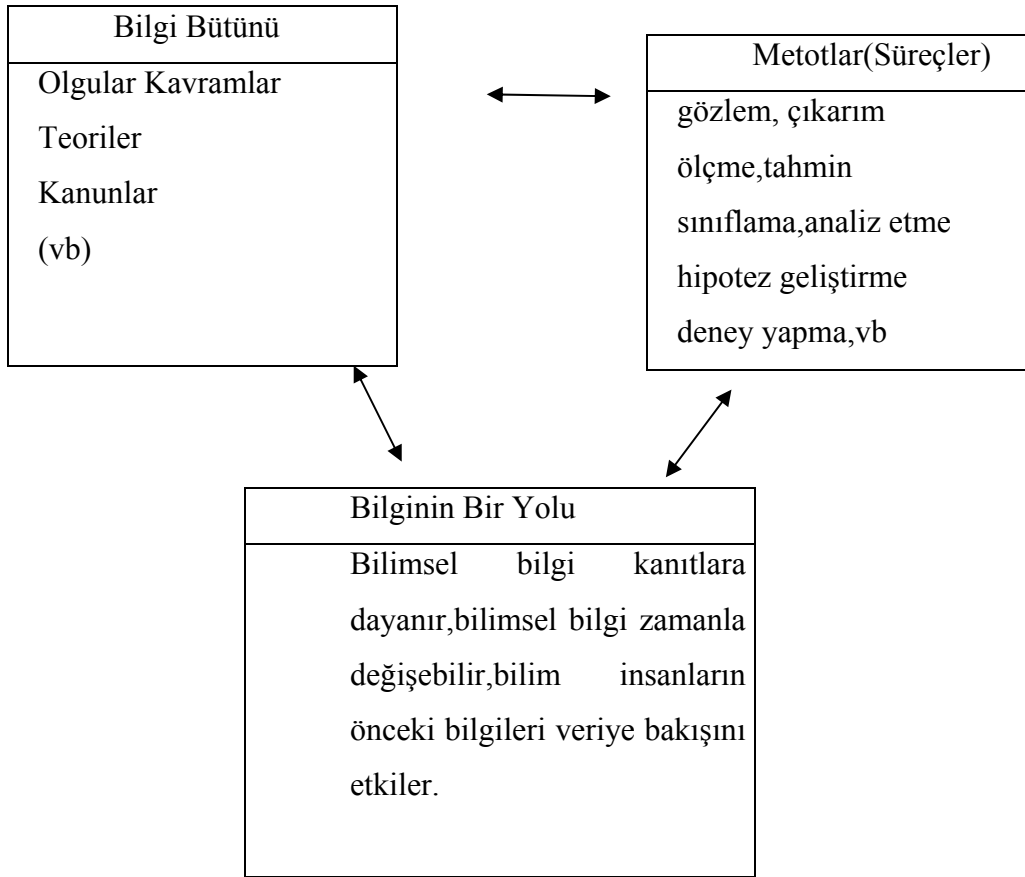 Bilgi Bütünü
Olgular Kavramlar
Teoriler
Kanunlar
(vb)
Metotlar(Süreçler)
gözlem, çıkarım
ölçme,tahmin
sınıflama,analiz etme
hipotez geliştirme
deney yapma,vb
Bilginin Bir Yolu
Bilimsel bilgi kanıtlara
dayanır,bilimsel bilgi zamanla
değişebilir,bilim insanların
önceki bilgileri veriye bakışını
etkiler.